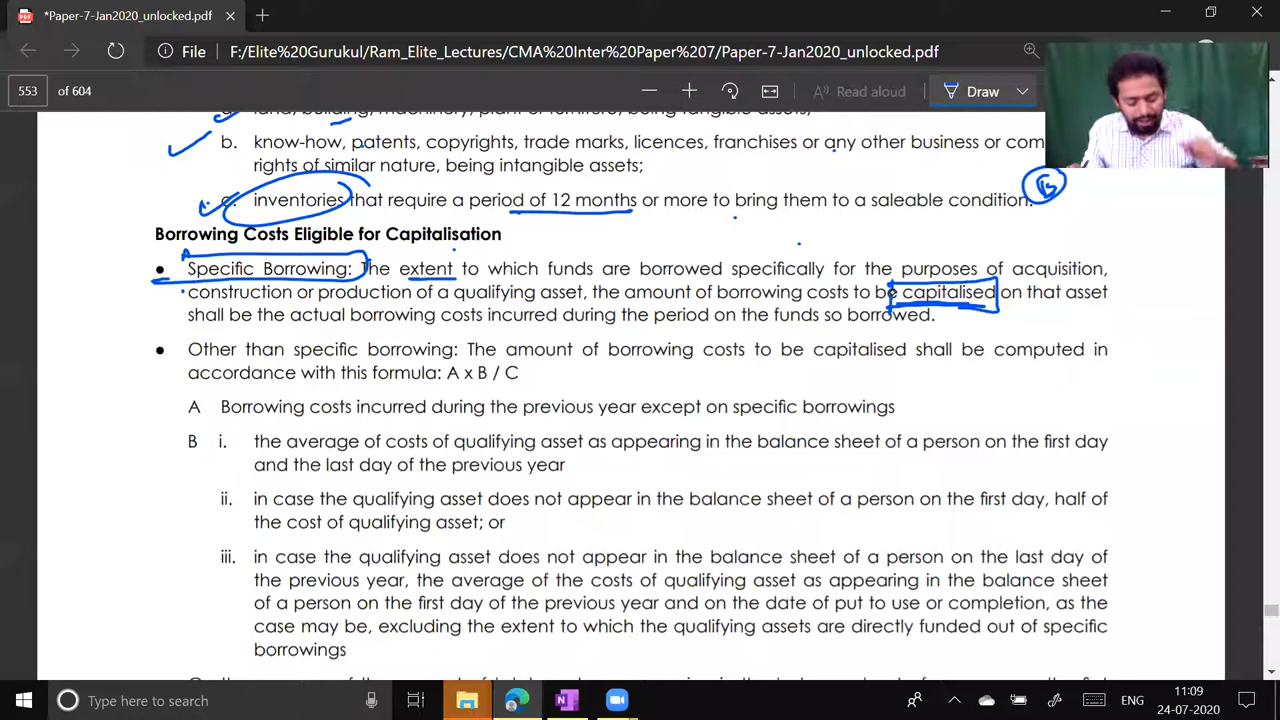 *Paper-7-Jan2020_unlocked.pdf
File F:/Elite%20Gurukul/Ram_Elite_Lectures/CMA%20Inter%20Paper%207/Paper-7-Jan2020_unlocked.pdf
553 of 604 Read aloud Draw
b. know-how, patents, copyrights, trade marks, licences, franchises or any other business or com
rights of similar nature, being intangible assets;
c. inventories that require a period of 12 months or more to bring them to a saleable condition.
Borrowing Costs Eligible for Capitalisation
• Specific Borrowing: The extent to which funds are borrowed specifically for the purposes of acquisition,
construction or production of a qualifying asset, the amount of borrowing costs to be capitalised on that asset
shall be the actual borrowing costs incurred during the period on the funds so borrowed.
• Other than specific borrowing: The amount of borrowing costs to be capitalised shall be computed in
accordance with this formula: A x B / C
A Borrowing costs incurred during the previous year except on specific borrowings
B i. the average of costs of qualifying asset as appearing in the balance sheet of a person on the first day
and the last day of the previous year
ii. in case the qualifying asset does not appear in the balance sheet of a person on the first day, half of
the cost of qualifying asset; or
iii. in case the qualifying asset does not appear in the balance sheet of a person on the last day of
the previous year, the average of the costs of qualifying asset as appearing in the balance sheet
of a person on the first day of the previous year and on the date of put to use or completion, as the
case may be, excluding the extent to which the qualifying assets are directly funded out of specific
borrowings
Type here to search
ENG
11:09
24-07-2020